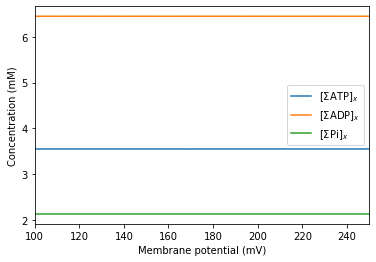 6
5
4
3
2
Concentration (mM)
[ΣATP]ₓ
[ΣADP]ₓ
[ΣPi]ₓ
100 120 140 160 180 200 220 240
Membrane potential (mV)